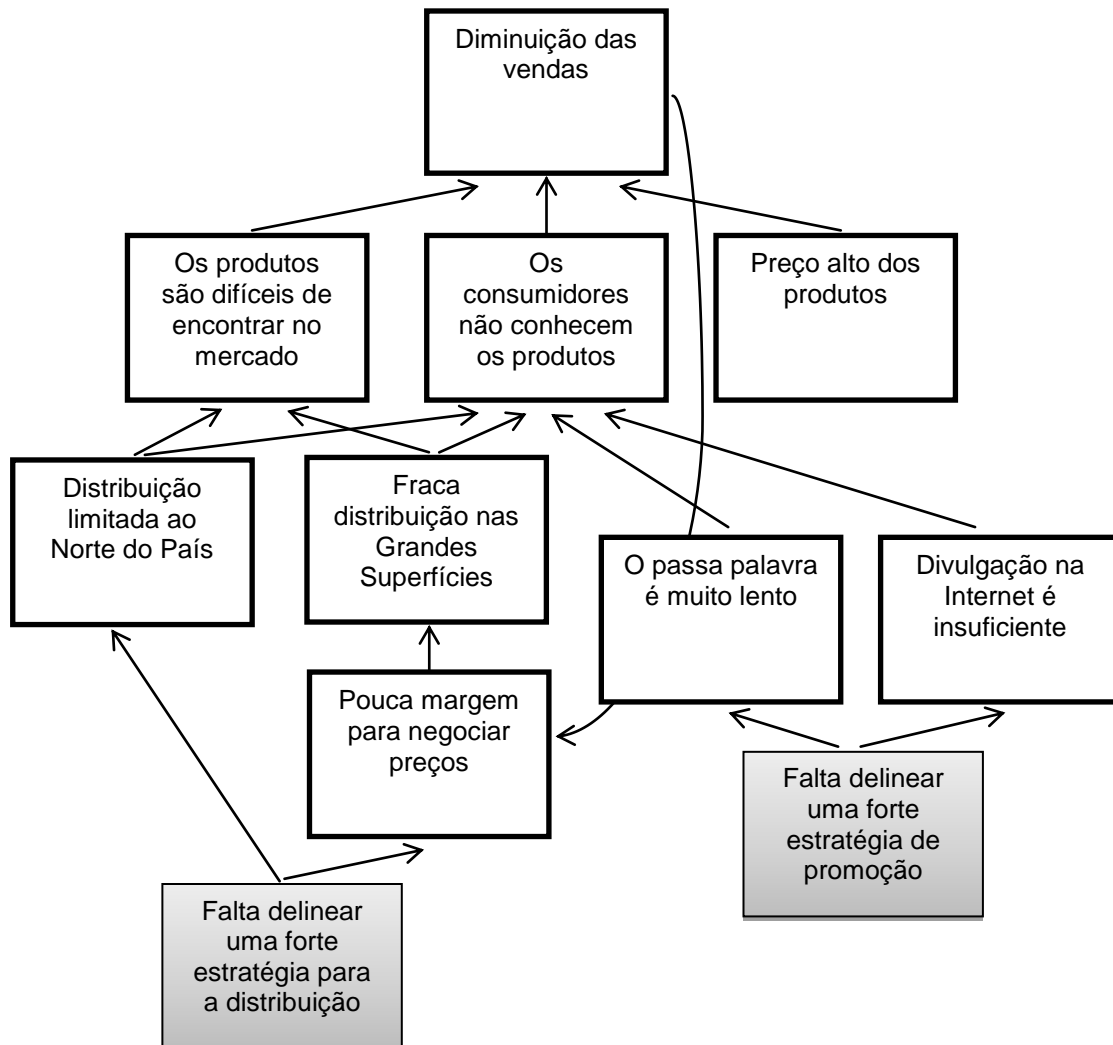 Diminuição das
vendas
Os produtos
são difíceis de
encontrar no
mercado
Os
consumidores
não conhecem
os produtos
Preço alto dos
produtos
Distribuição
limitada ao
Norte do País
Fraca
distribuição nas
Grandes
Superfícies
O passa palavra
é muito lento
Divulgação na
Internet é
insuficiente
Pouca margem
para negociar
preços
Falta delinear
uma forte
estratégia de
promoção
Falta delinear
uma forte
estratégia para
a distribuição